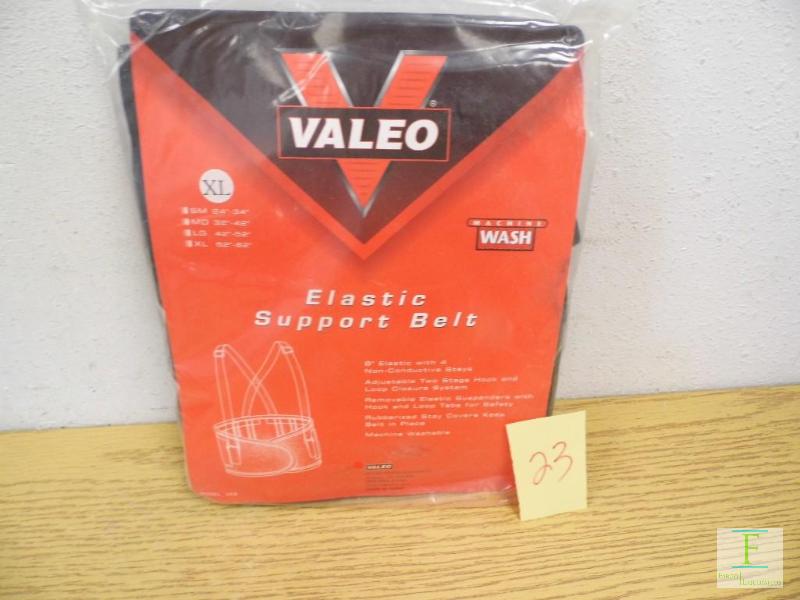 VALEO
®
XL
SM 24"-34"
MD 32"-42"
LG 42"-52"
XL 52"-62"
MACHINE
WASH
Elastic
Support Belt
Elastic with 4
Non-Conductive Stays
Adjustable Two Stage Hook and
Loop Closure System
Removable Elastic Suspenders with
Hook and Loop Tabs for Safety
Rubberized Stay Covers Keep
Belt in Place
Machine Washable
VALEO
23
F